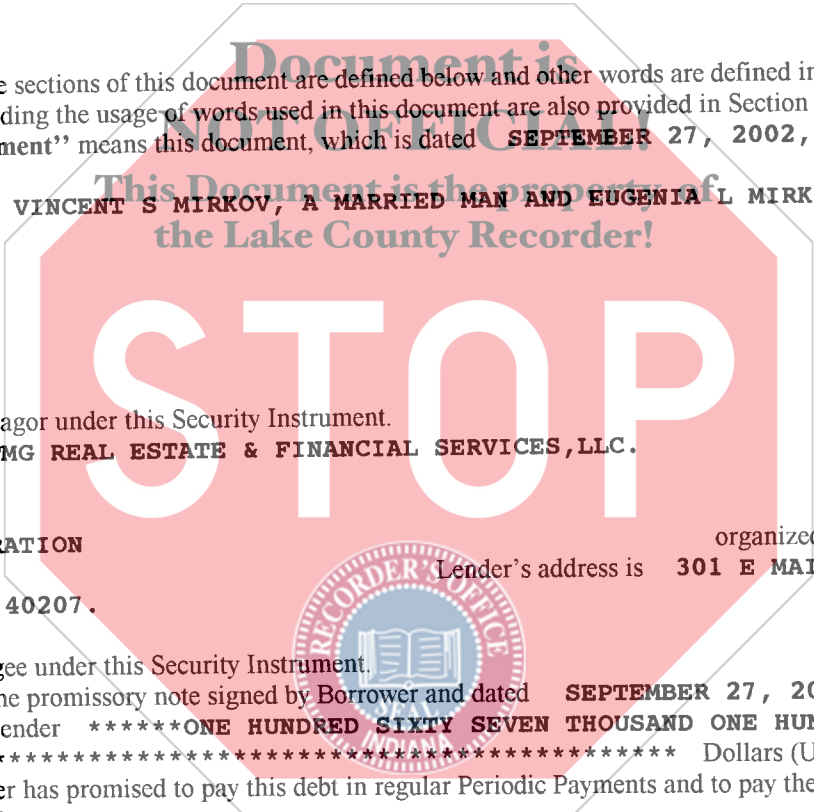 Document is
e sections of this document are defined below and other words are defined in
ding the usage of words used in this document are also provided in Section
NOT OFFICIAL!
ment” means this document, which is dated SEPTEMBER 27, 2002,
This Document is the property of
VINCENT S MIRKOV, A MARRIED MAN AND EUGENIA L MIRK
the Lake County Recorder!
STOP
agor under this Security Instrument.
MG REAL ESTATE & FINANCIAL SERVICES,LLC.
RATION organized
Lender’s address is 301 E MAI
40207.
RECORDER'S OFFICE
SEAL
INDIANA
gee under this Security Instrument.
he promissory note signed by Borrower and dated SEPTEMBER 27, 20
ender ******ONE HUNDRED SIXTY SEVEN THOUSAND ONE HUN
******************************************** Dollars (U
er has promised to pay this debt in regular Periodic Payments and to pay the